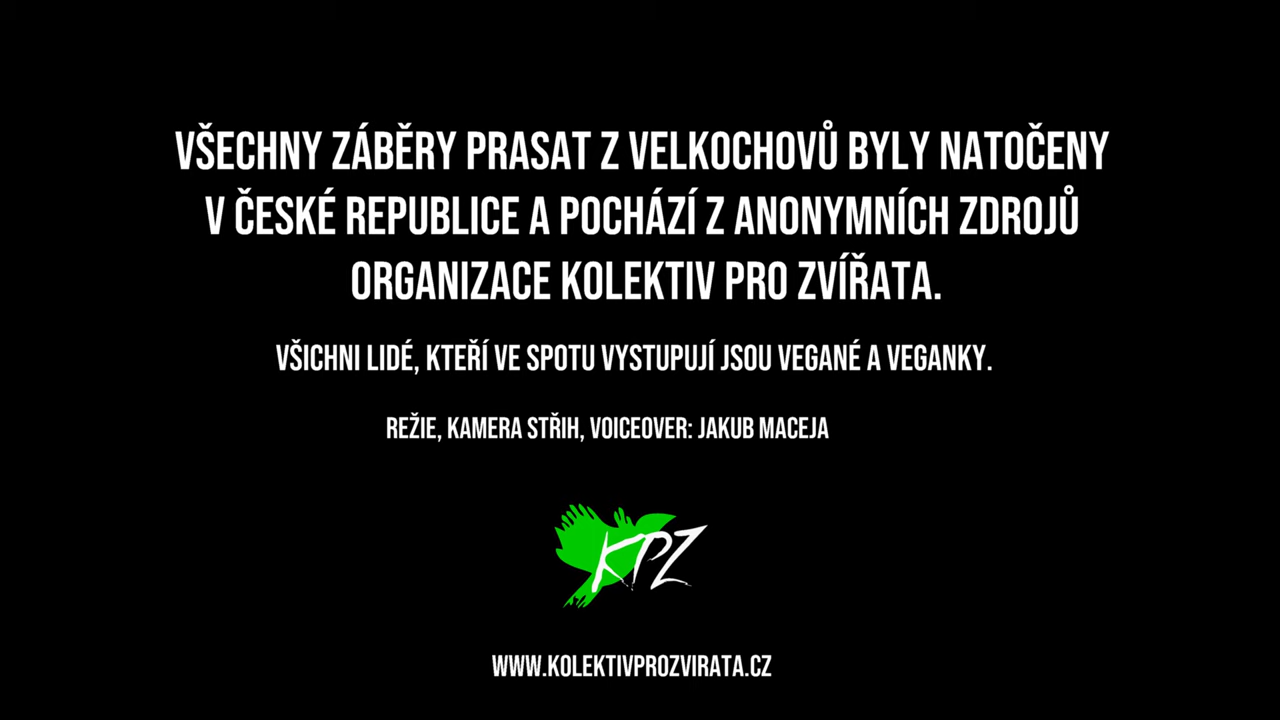 VŠECHNY ZÁBĚRY PRASAT Z VELKOCHOVŮ BYLY NATOČENY
V ČESKÉ REPUBLICE A POCHÁZÍ Z ANONYMNÍCH ZDROJŮ
ORGANIZACE KOLEKTIV PRO ZVÍŘATA.
VŠICHNI LIDÉ, KTEŘÍ VE SPOTU VYSTUPUJÍ JSOU VEGANÉ A VEGANKY.
REŽIE, KAMERA STŘIH, VOICEOVER: JAKUB MACEJA
KPZ
WWW.KOLEKTIVPROZVIRATA.CZ